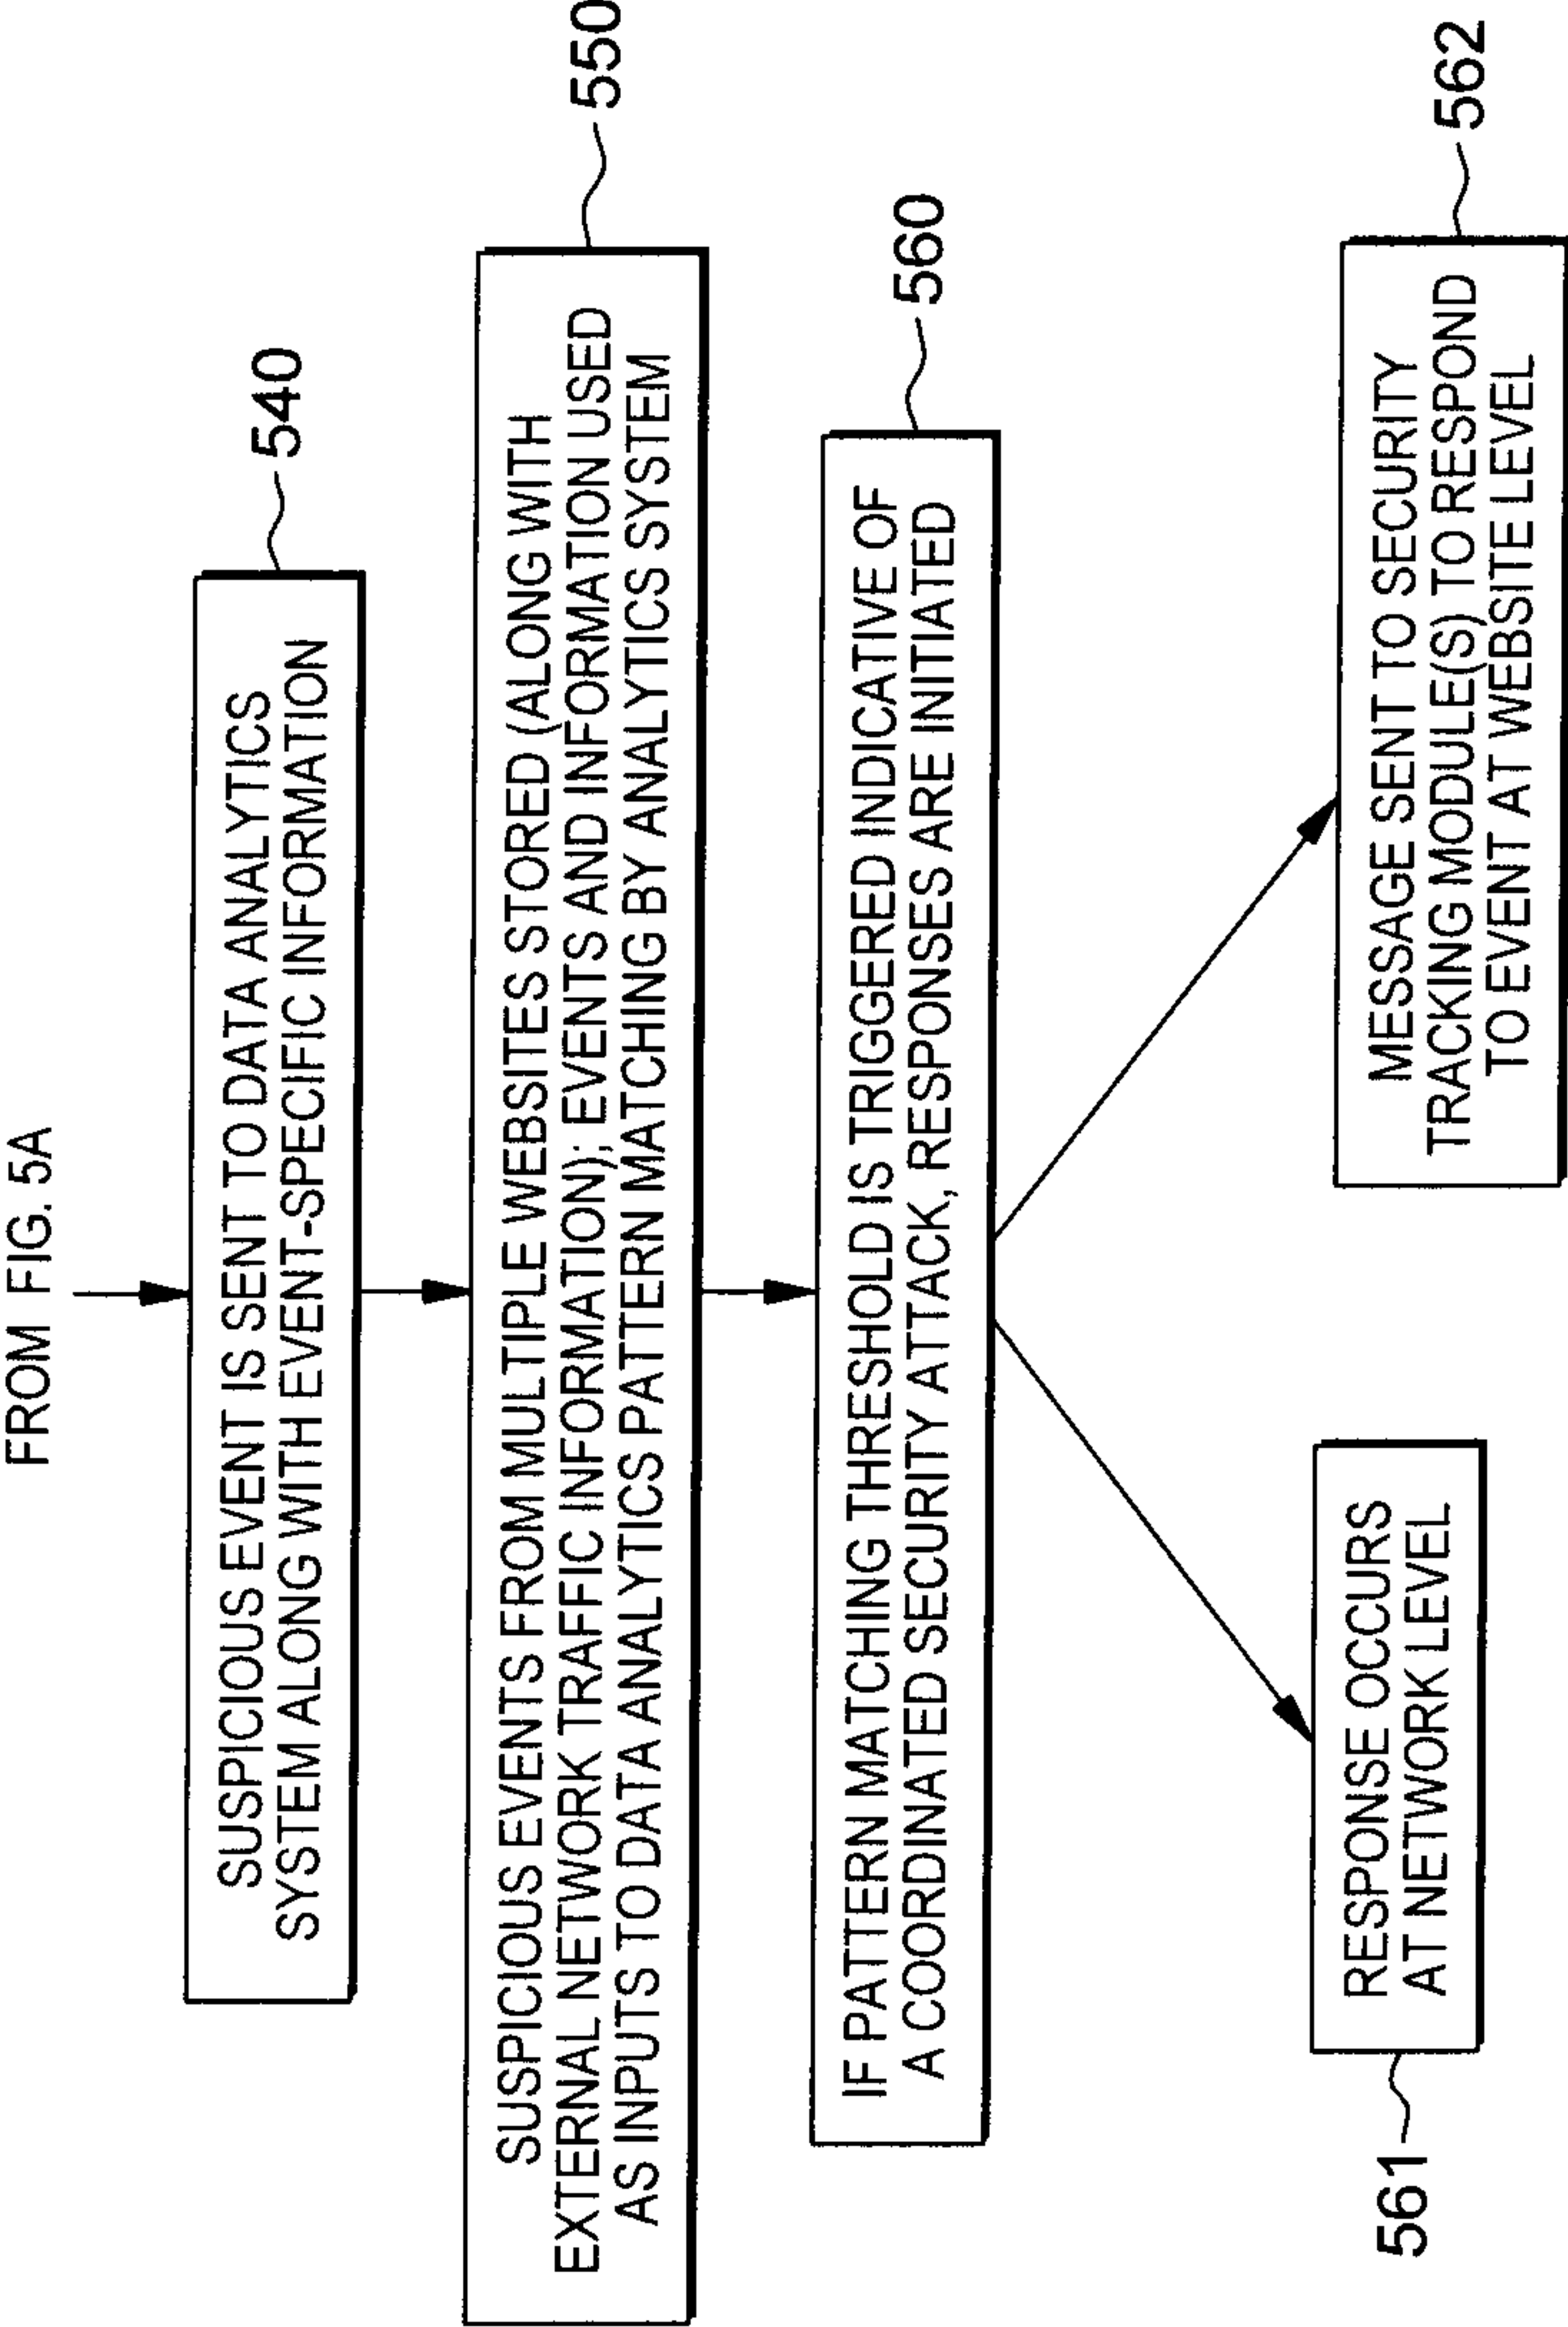 FROM FIG. 5A
SUSPICIOUS EVENT IS SENT TO DATA ANALYTICS
SYSTEM ALONG WITH EVENT-SPECIFIC INFORMATION
540
SUSPICIOUS EVENTS FROM MULTIPLE WEBSITES STORED (ALONG WITH
EXTERNAL NETWORK TRAFFIC INFORMATION); EVENTS AND INFORMATION USED
AS INPUTS TO DATA ANALYTICS PATTERN MATCHING BY ANALYTICS SYSTEM
550
IF PATTERN MATCHING THRESHOLD IS TRIGGERED INDICATIVE OF
A COORDINATED SECURITY ATTACK, RESPONSES ARE INITIATED
560
561
RESPONSE OCCURS
AT NETWORK LEVEL
MESSAGE SENT TO SECURITY
TRACKING MODULE(S) TO RESPOND
TO EVENT AT WEBSITE LEVEL
562